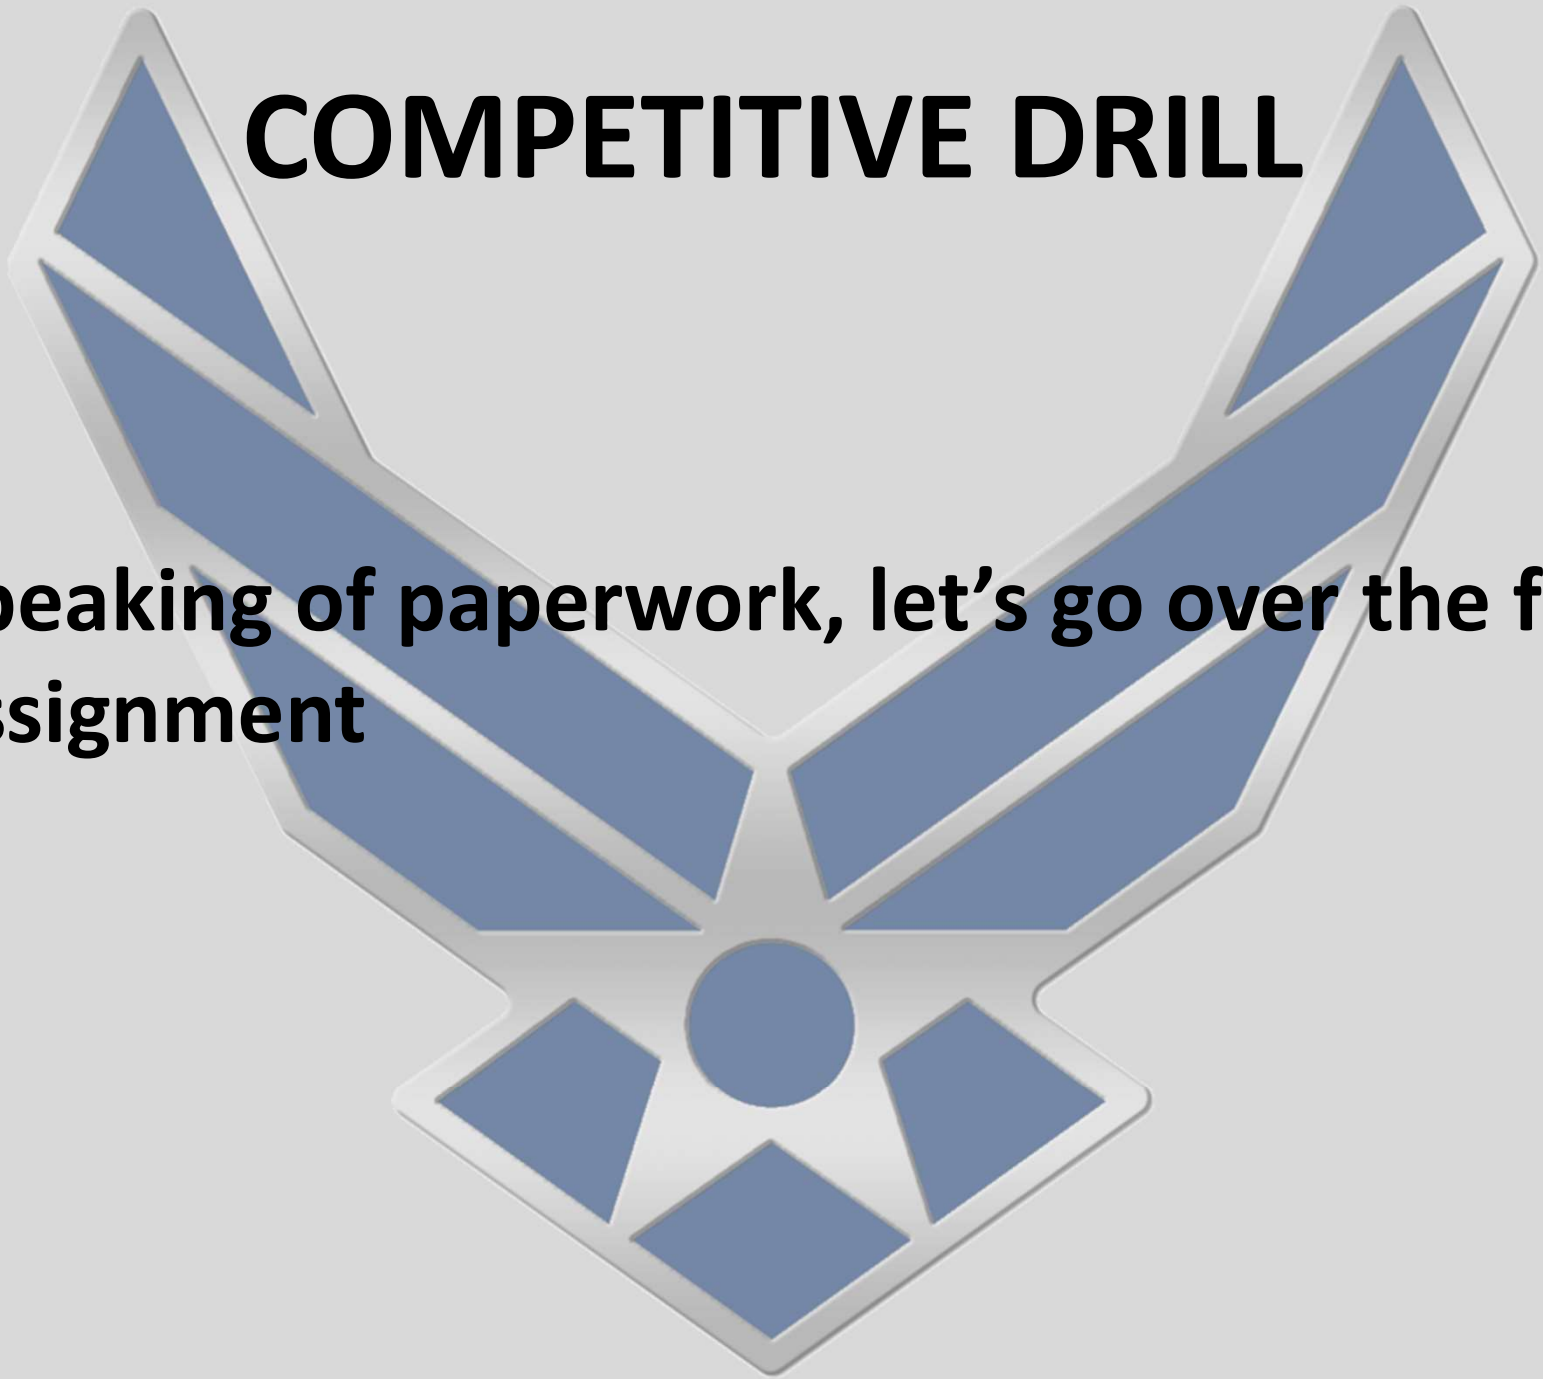 COMPETITIVE DRILL
peaking of paperwork, let’s go over the f
ssignment